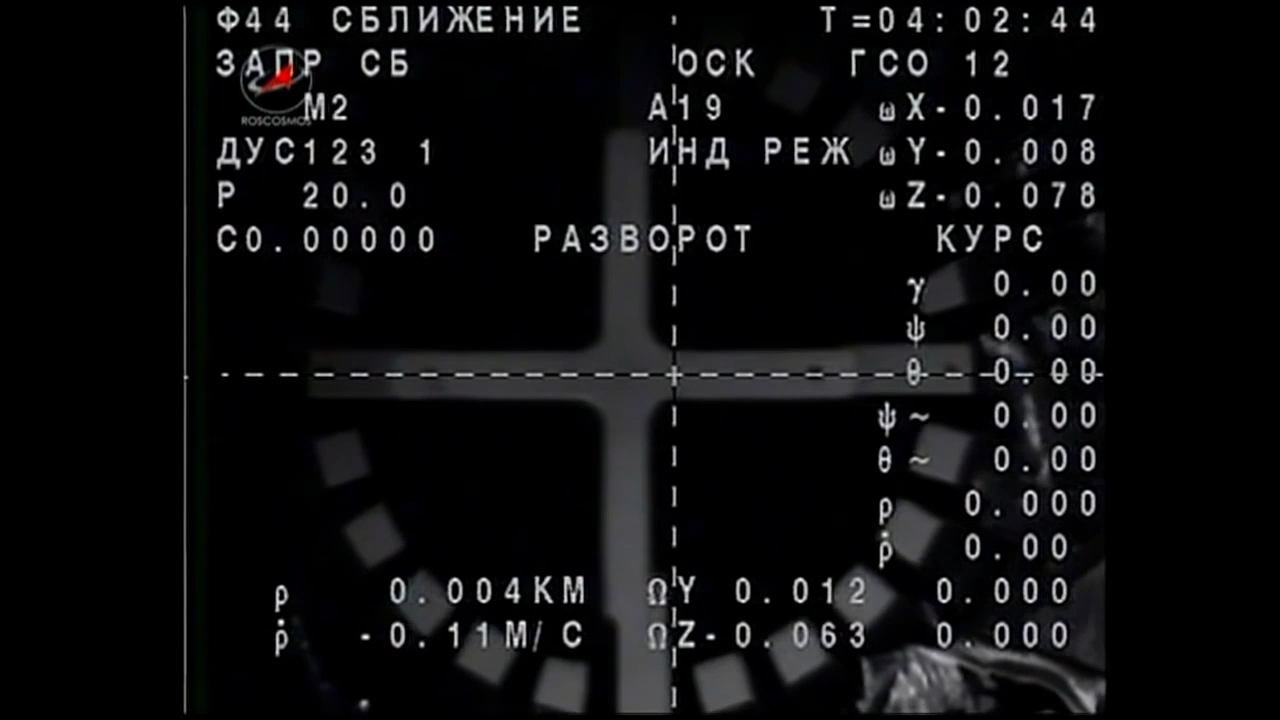 Ф44 СБЛИЖЕНИЕ T=04:02:44
ЗАПР СБ ОСК ГСО 12
М2 А19 ωX-0.017
ROSCOSMOS
ДУС123 1 ИНД РЕЖ ωY-0.008
Р 20.0 ωZ-0.078
С0.00000 РАЗВОРОТ КУРС
γ 0.00
ψ 0.00
θ 0.00
ψ ~ 0.00
θ ~ 0.00
ρ 0.000
ρ̇ 0.00
ρ 0.004КМ ΩY 0.012 0.000
ρ̇ -0.11М/С ΩZ-0.063 0.000